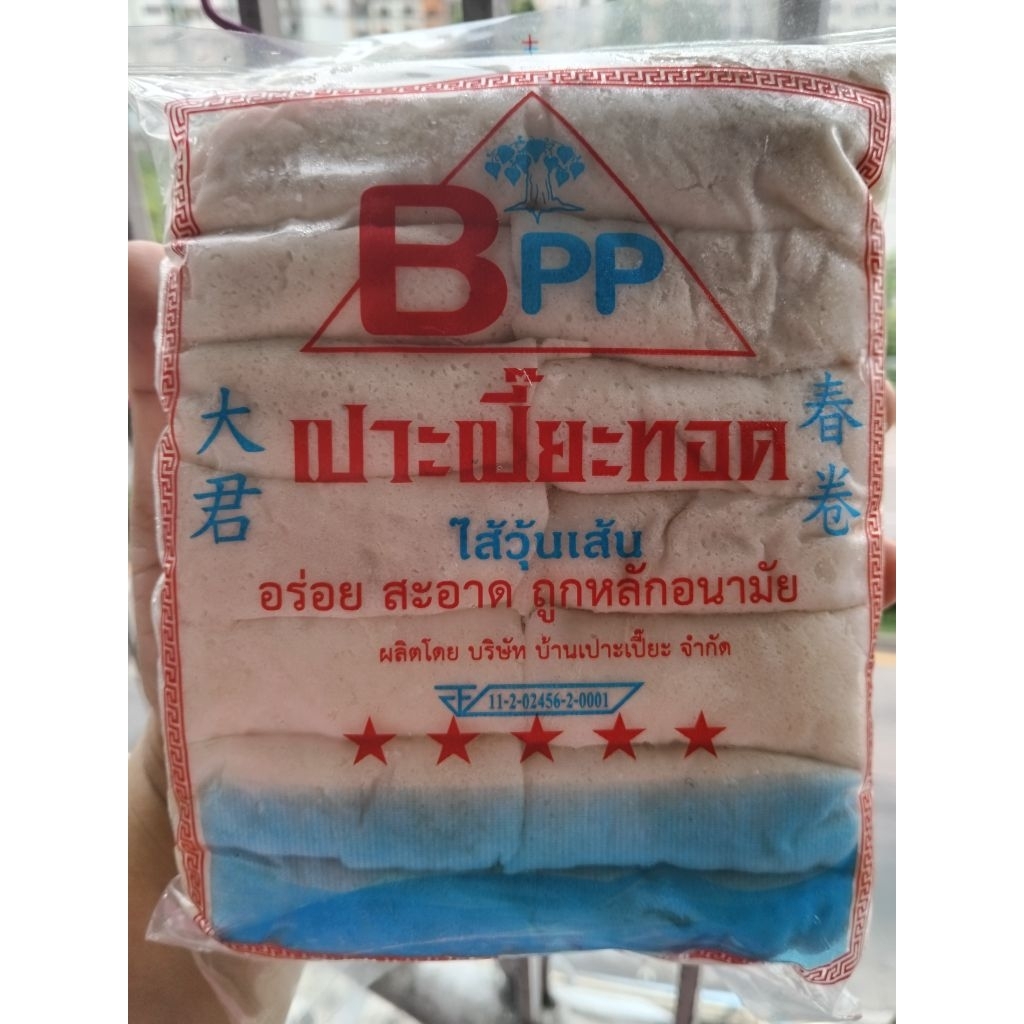 BPP
เปาะเปี๊ยะทอด
大君
春卷
ไส้วุ้นเส้น
อร่อย สะอาด ถูกหลักอนามัย
ผลิตโดย บริษัท บ้านเปาะเปี๊ยะ จำกัด
11-2-02456-2-0001